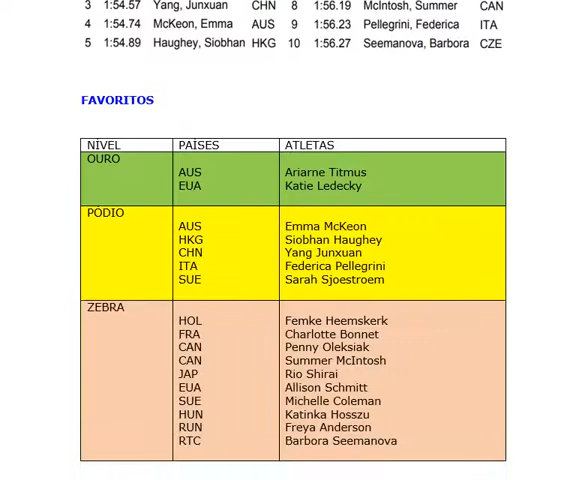 3 1:54.57 Yang, Junxuan CHN 8 1:56.19 McIntosh, Summer CAN
4 1:54.74 McKeon, Emma AUS 9 1:56.23 Pellegrini, Federica ITA
5 1:54.89 Haughey, Siobhan HKG 10 1:56.27 Seemanova, Barbora CZE
FAVORITOS
NÍVEL PAÍSES ATLETAS
OURO
AUS Ariarne Titmus
EUA Katie Ledecky
PÓDIO
AUS Emma McKeon
HKG Siobhan Haughey
CHN Yang Junxuan
ITA Federica Pellegrini
SUE Sarah Sjoestroem
ZEBRA
HOL Femke Heemskerk
FRA Charlotte Bonnet
CAN Penny Oleksiak
CAN Summer McIntosh
JAP Rio Shirai
EUA Allison Schmitt
SUE Michelle Coleman
HUN Katinka Hosszu
RUN Freya Anderson
RTC Barbora Seemanova